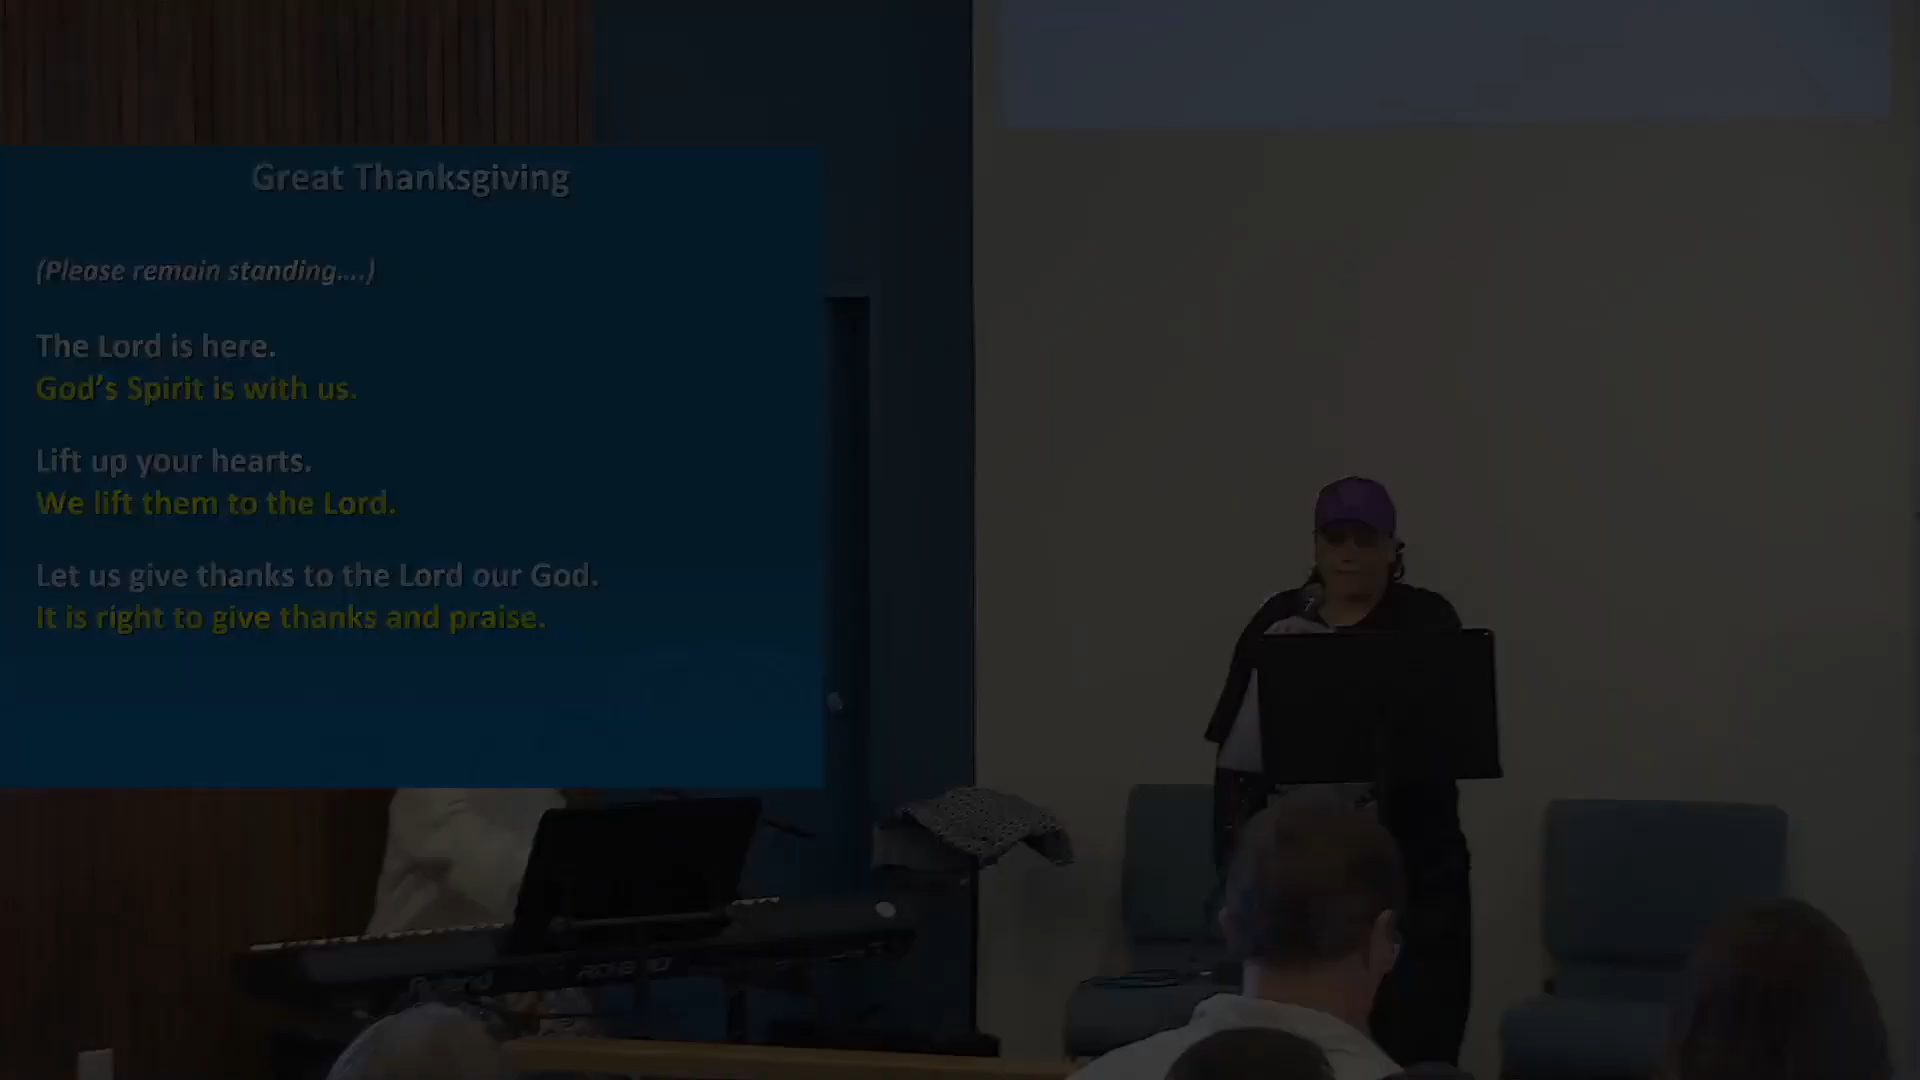 Great Thanksgiving
(Please remain standing....)
The Lord is here.
God's Spirit is with us.
Lift up your hearts.
We lift them to the Lord.
Let us give thanks to the Lord our God.
It is right to give thanks and praise.
Roland